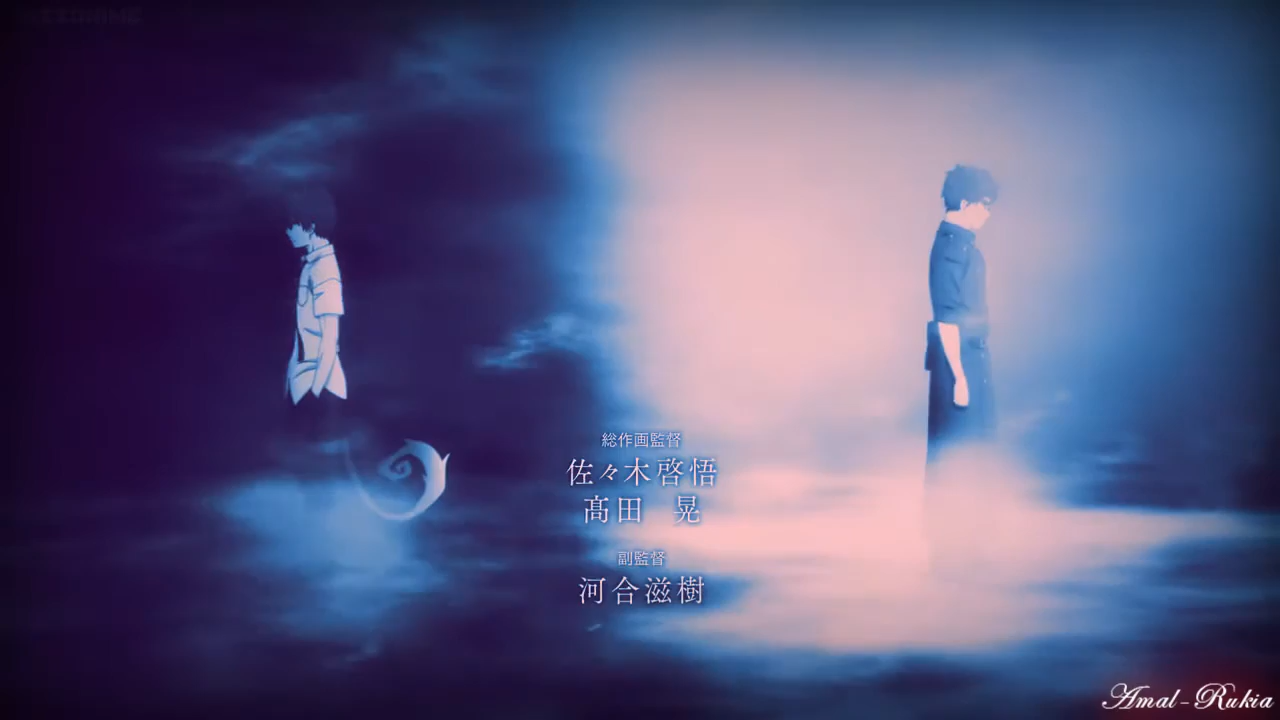 総作画監督
佐々木啓悟
髙田 晃
副監督
河合滋樹
Amal-Rukia